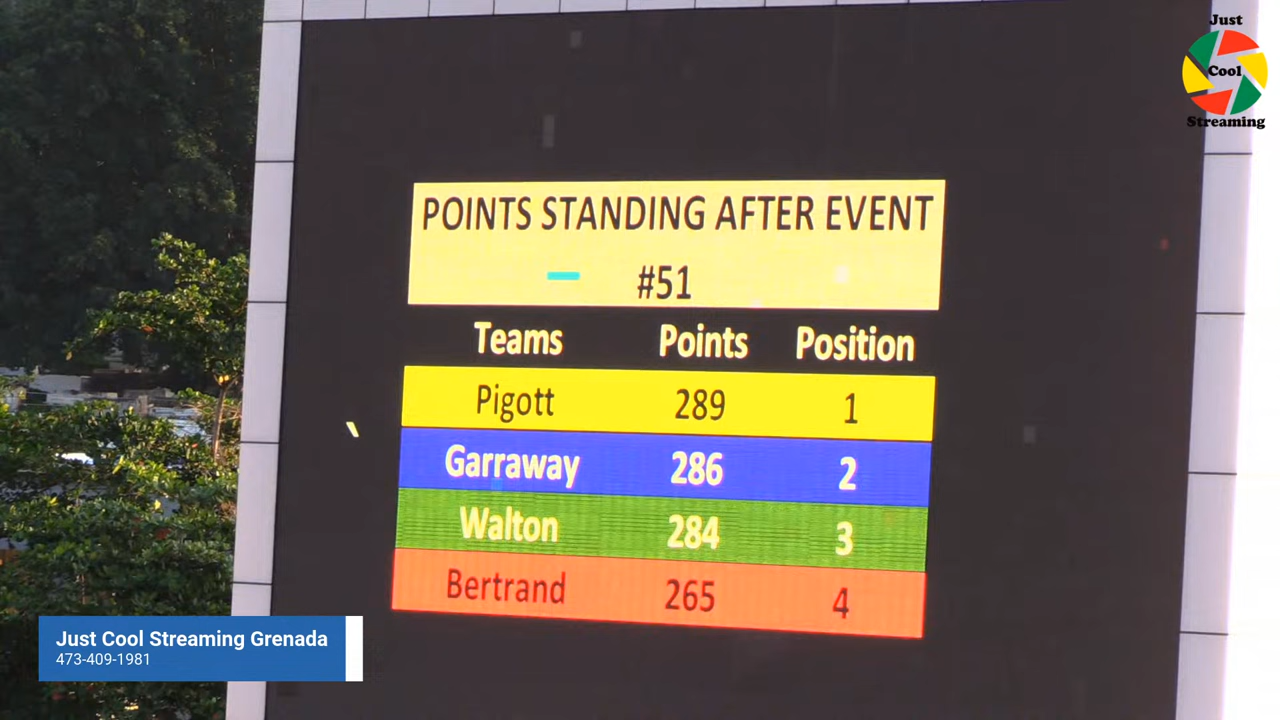 Just
Cool
Streaming
POINTS STANDING AFTER EVENT
#51
Teams Points Position
Pigott 289 1
Garraway 286 2
Walton 284 3
Bertrand 265 4
Just Cool Streaming Grenada
473-409-1981